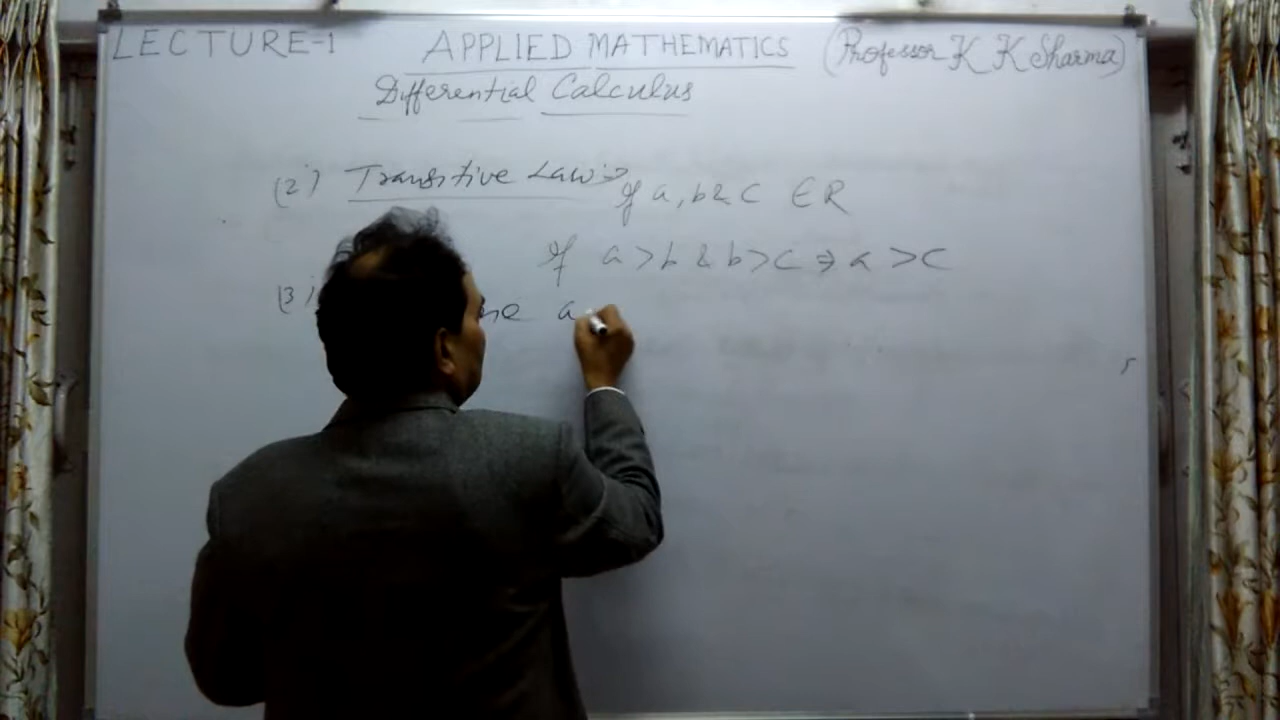 LECTURE-1 APPLIED MATHEMATICS (Professor K K Sharma)
Differential Calculus
(2) Transitive Law:→ If a, b & c ∈ R
If a > b & b > c ⇒ a > c
(3) a